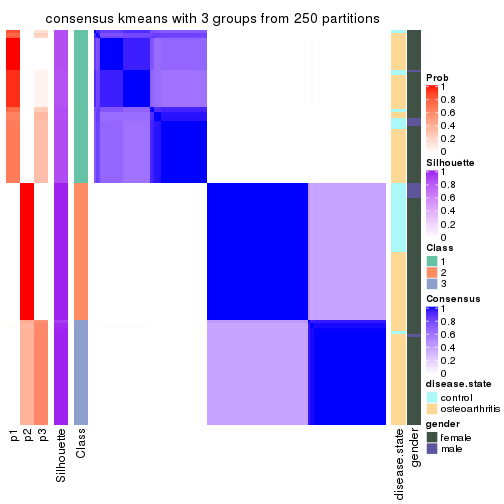 consensus kmeans with 3 groups from 250 partitions
Prob
1
0.8
0.6
0.4
0.2
0
Silhouette
1
0.8
0.6
0.4
0.2
0
Class
1
2
3
Consensus
1
0.8
0.6
0.4
0.2
0
disease.state
control
osteoarthritis
gender
female
male
p1
p2
p3
Silhouette
Class
disease.state
gender